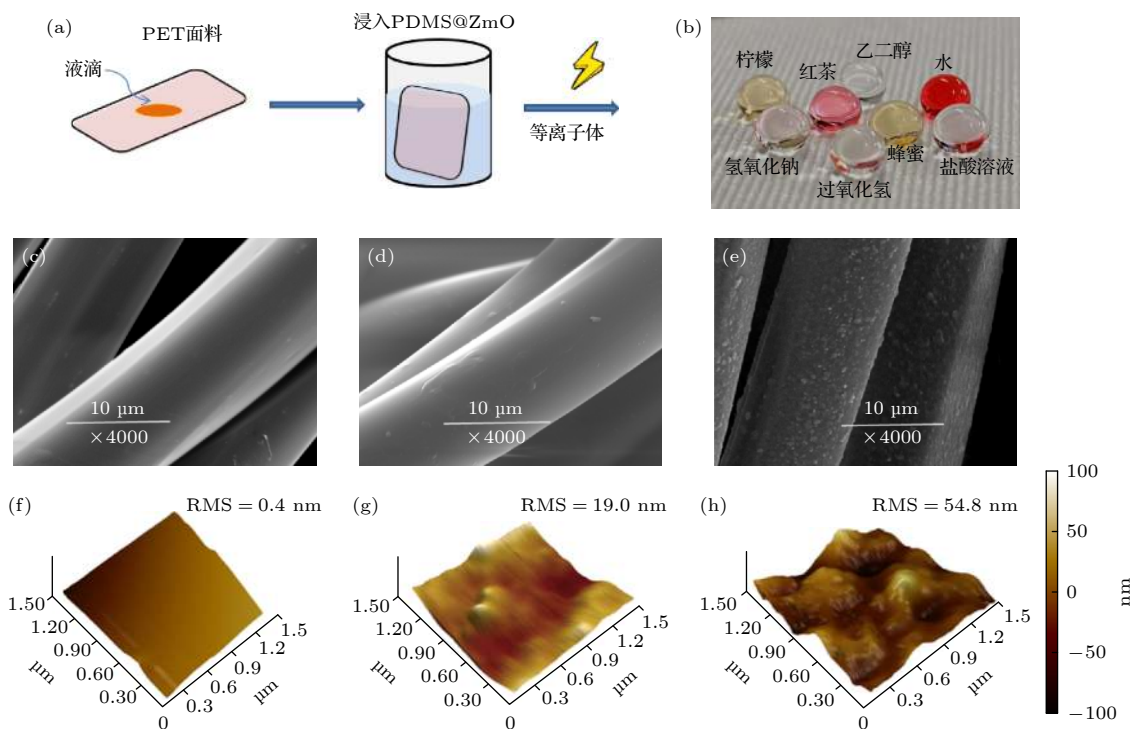 (a)
PET面料
液滴
浸入PDMS@ZmO
等离子体
(b)
柠檬
红茶
乙二醇
水
氢氧化钠
过氧化氢
蜂蜜
盐酸溶液
(c)
10 µm
×4000
(d)
10 µm
×4000
(e)
10 µm
×4000
(f)
RMS = 0.4 nm
1.50
1.20
0.90
0.60
0.30
0
µm
0.3
0.6
0.9
1.2
1.5
µm
(g)
RMS = 19.0 nm
1.50
1.20
0.90
0.60
0.30
0
µm
0.3
0.6
0.9
1.2
1.5
µm
(h)
RMS = 54.8 nm
1.50
1.20
0.90
0.60
0.30
0
µm
0.3
0.6
0.9
1.2
1.5
µm
100
50
0
−50
−100
nm